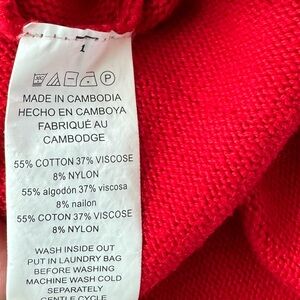 1
MADE IN CAMBODIA
HECHO EN CAMBOYA
FABRIQUÉ AU
CAMBODGE
55% COTTON 37% VISCOSE
8% NYLON
55% algodón 37% viscosa
8% nailon
55% COTON 37% VISCOSE
8% NYLON
WASH INSIDE OUT
PUT IN LAUNDRY BAG
BEFORE WASHING
MACHINE WASH COLD
SEPARATELY
GENTLE CYCLE